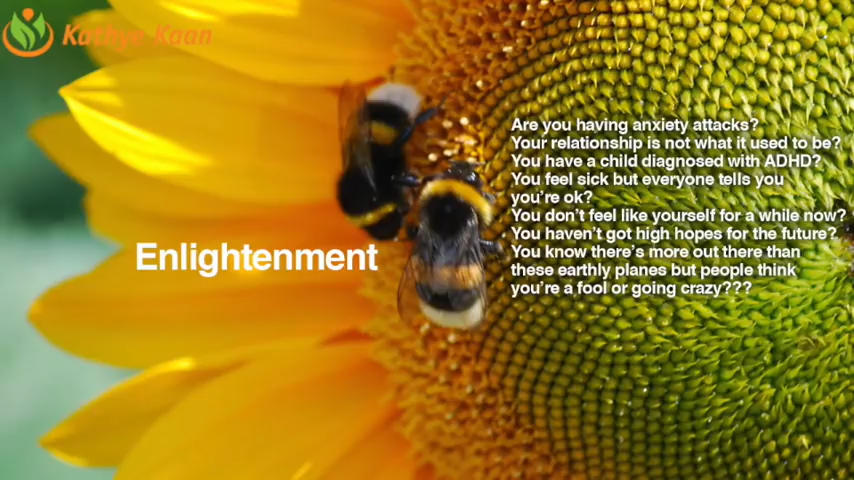 Kathye Kaan
Enlightenment
Are you having anxiety attacks?
Your relationship is not what it used to be?
You have a child diagnosed with ADHD?
You feel sick but everyone tells you
you're ok?
You don't feel like yourself for a while now?
You haven't got high hopes for the future?
You know there's more out there than
these earthly planes but people think
you're a fool or going crazy???